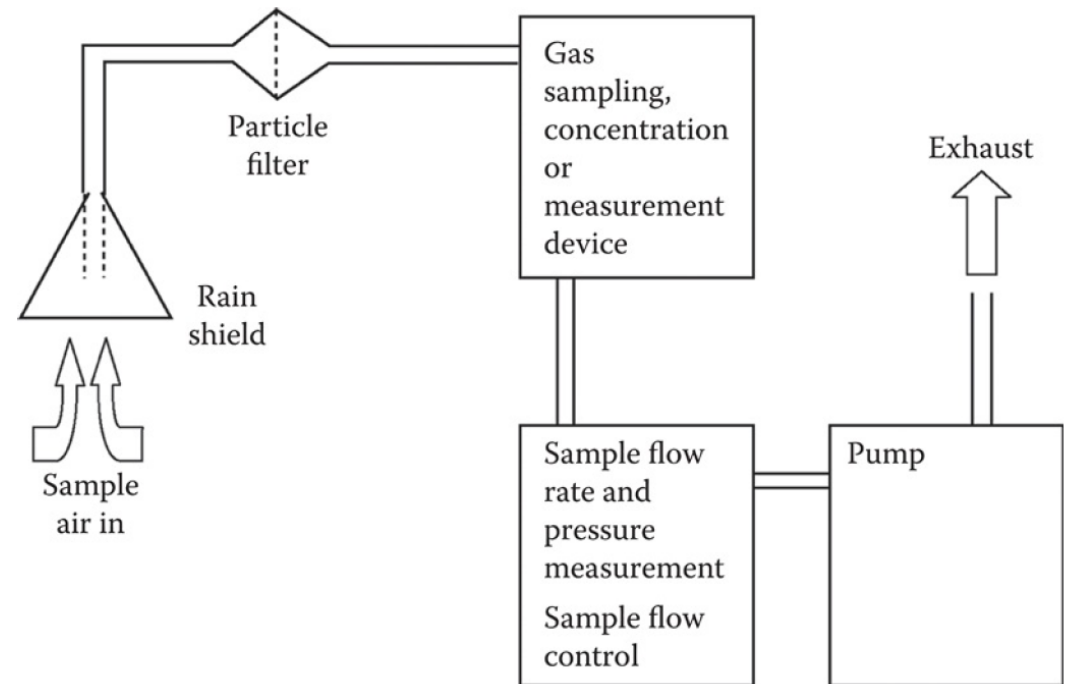 Particle
filter
Gas
sampling,
concentration
or
measurement
device
Exhaust
Rain
shield
Sample
air in
Sample flow
rate and
pressure
measurement
Sample flow
control
Pump